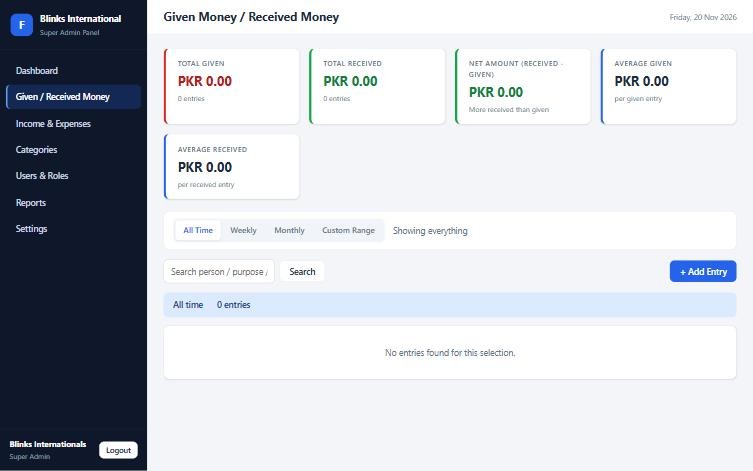 F
Blinks International
Super Admin Panel
Dashboard
Given / Received Money
Income & Expenses
Categories
Users & Roles
Reports
Settings
Blinks Internationals
Super Admin
Logout
Given Money / Received Money
Friday, 20 Nov 2026
TOTAL GIVEN
PKR 0.00
0 entries
TOTAL RECEIVED
PKR 0.00
0 entries
NET AMOUNT (RECEIVED -
GIVEN)
PKR 0.00
More received than given
AVERAGE GIVEN
PKR 0.00
per given entry
AVERAGE RECEIVED
PKR 0.00
per received entry
All Time Weekly Monthly Custom Range Showing everything
Search person / purpose / Search + Add Entry
All time 0 entries
No entries found for this selection.